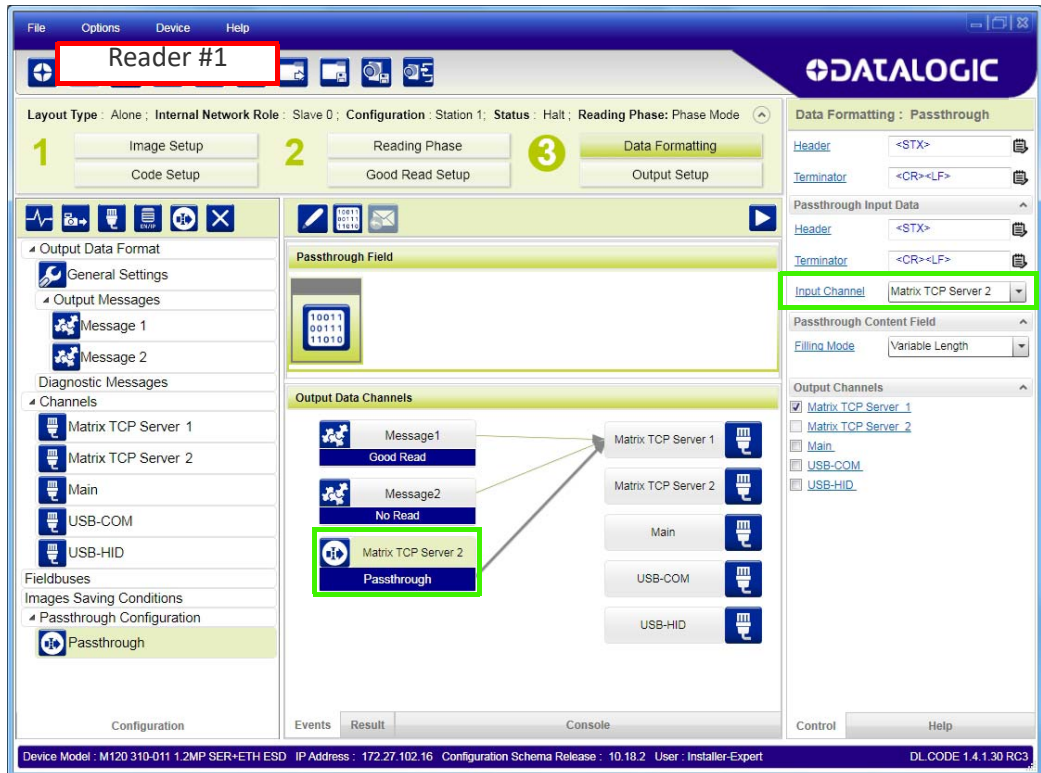 File Options Device Help
Reader #1
DATALOGIC
Layout Type : Alone ; Internal Network Role : Slave 0 ; Configuration : Station 1; Status : Halt ; Reading Phase: Phase Mode
1
Image Setup
Code Setup
2
Reading Phase
Good Read Setup
3
Data Formatting
Output Setup
EN/IP
Output Data Format
General Settings
Output Messages
Message 1
Message 2
Diagnostic Messages
Channels
Matrix TCP Server 1
Matrix TCP Server 2
Main
USB-COM
USB-HID
Fieldbuses
Images Saving Conditions
Passthrough Configuration
Passthrough
Configuration
10011
00111
11010
Passthrough Field
10011
00111
11010
Output Data Channels
Message1
Good Read
Message2
No Read
Matrix TCP Server 2
Passthrough
Matrix TCP Server 1
Matrix TCP Server 2
Main
USB-COM
USB-HID
Events Result Console
Data Formatting : Passthrough
Header <STX>
Terminator <CR><LF>
Passthrough Input Data
Header <STX>
Terminator <CR><LF>
Input Channel Matrix TCP Server 2
Passthrough Content Field
Filling Mode Variable Length
Output Channels
Matrix TCP Server 1
Matrix TCP Server 2
Main
USB-COM
USB-HID
Control Help
Device Model : M120 310-011 1.2MP SER+ETH ESD IP Address : 172.27.102.16 Configuration Schema Release : 10.18.2 User : Installer-Expert DL.CODE 1.4.1.30 RC3